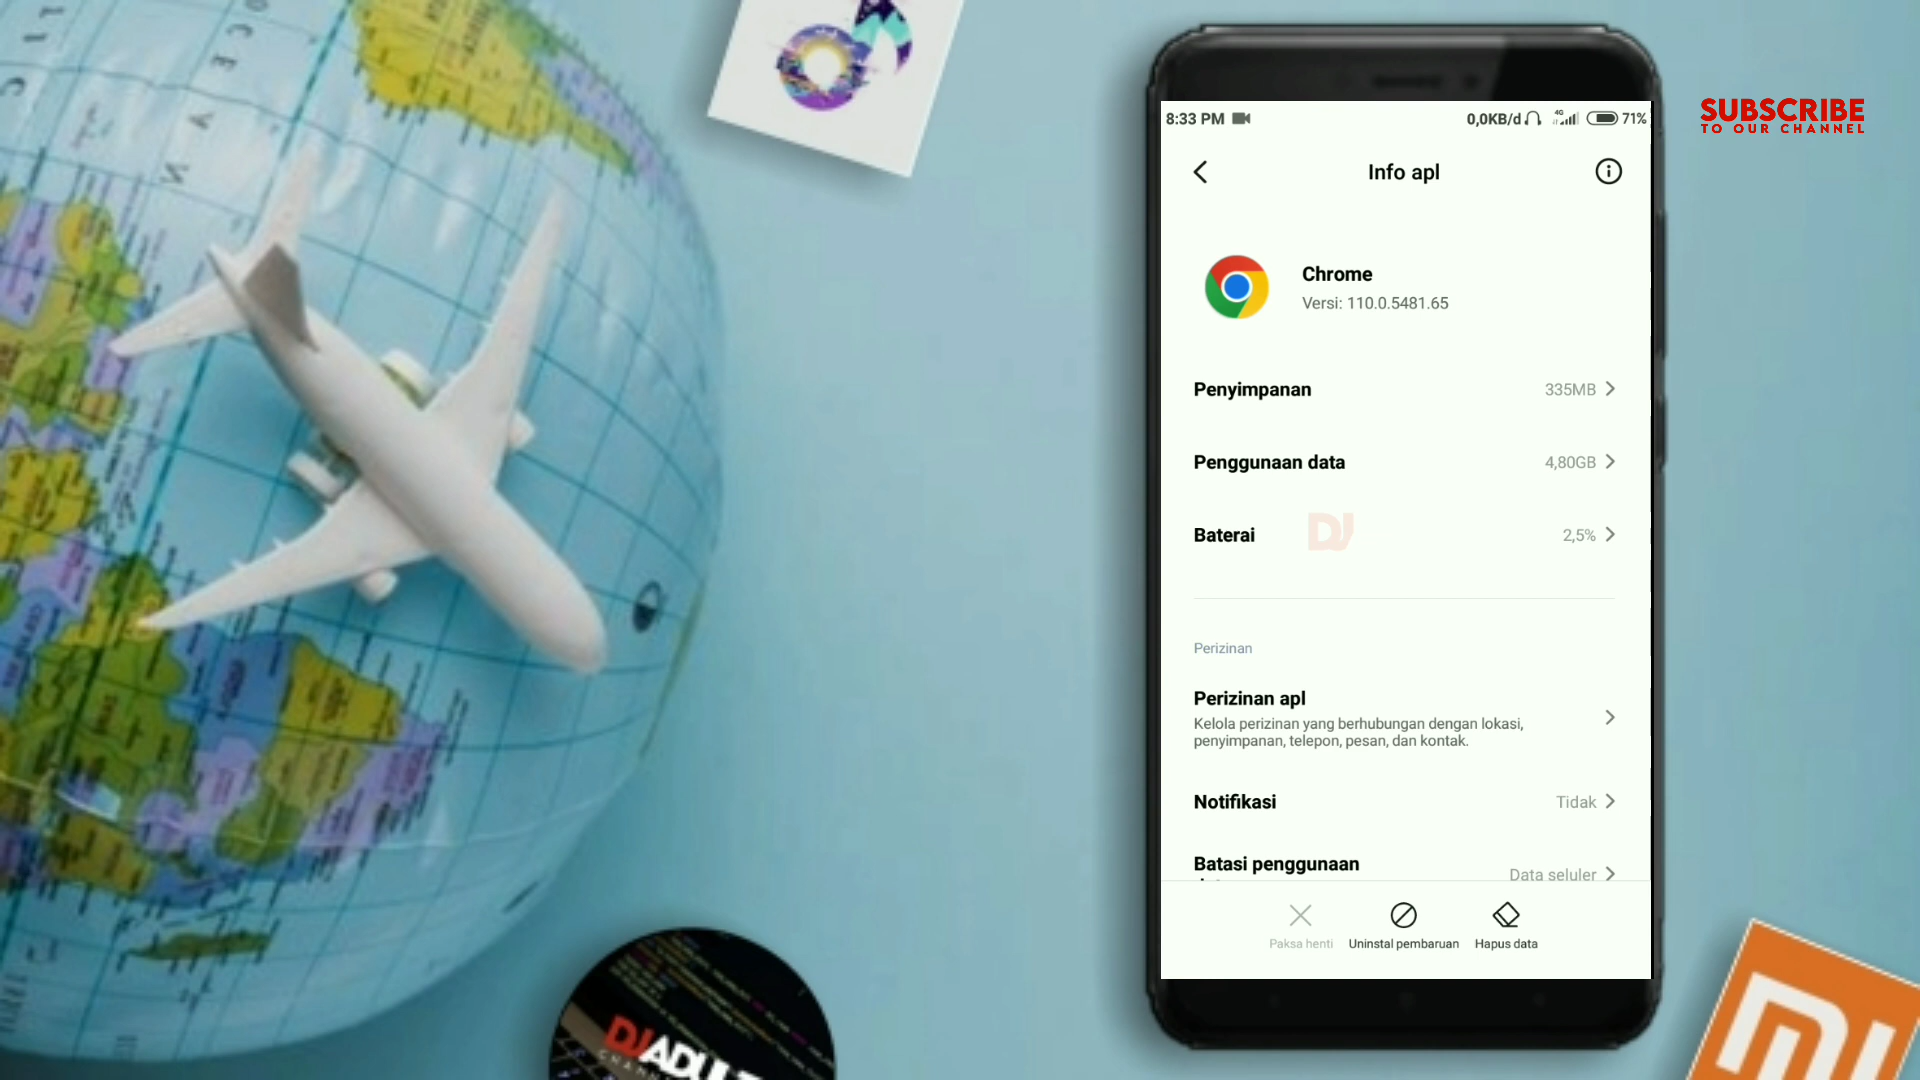 SUBSCRIBE
TO OUR CHANNEL
8:33 PM 0,0KB/d 4G 71%
Info apl
Chrome
Versi: 110.0.5481.65
Penyimpanan 335MB
Penggunaan data 4,80GB
Baterai 2,5%
DJ
Perizinan
Perizinan apl
Kelola perizinan yang berhubungan dengan lokasi,
penyimpanan, telepon, pesan, dan kontak.
Notifikasi Tidak
Batasi penggunaan
Data seluler
Paksa henti Uninstal pembaruan Hapus data